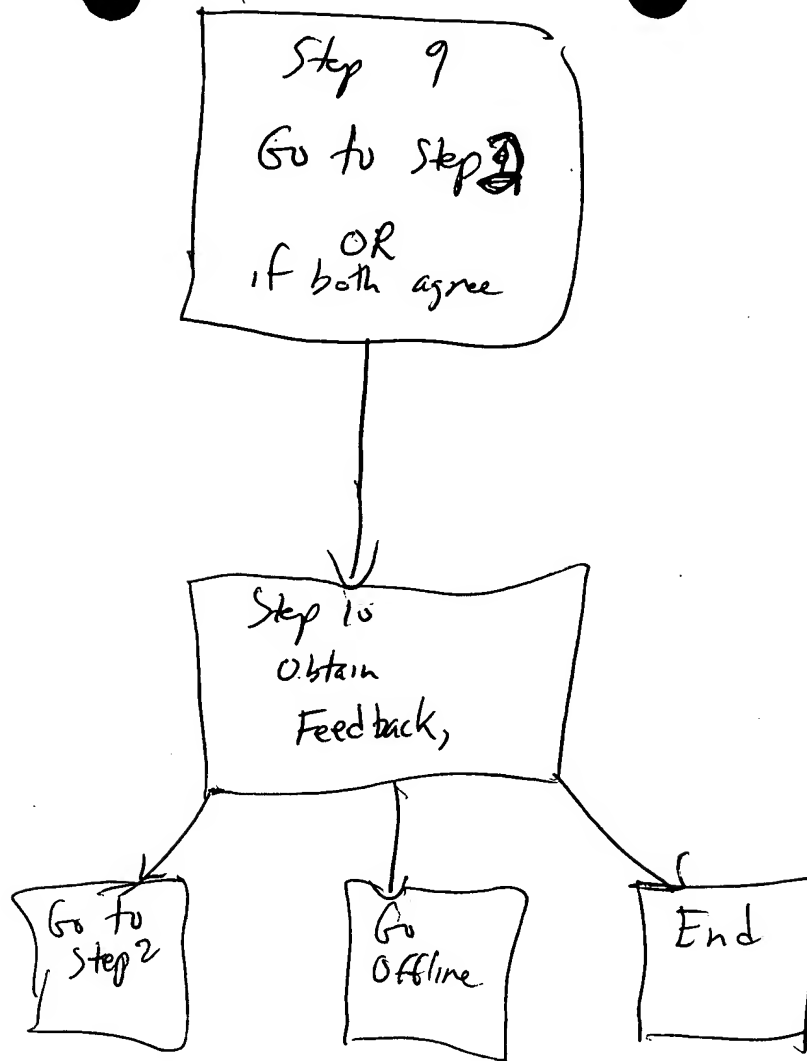 Step 9
Go to Step
OR
if both agree
Step 10
Obtain
Feedback,
Go to
Step 2
Go
Offline
End